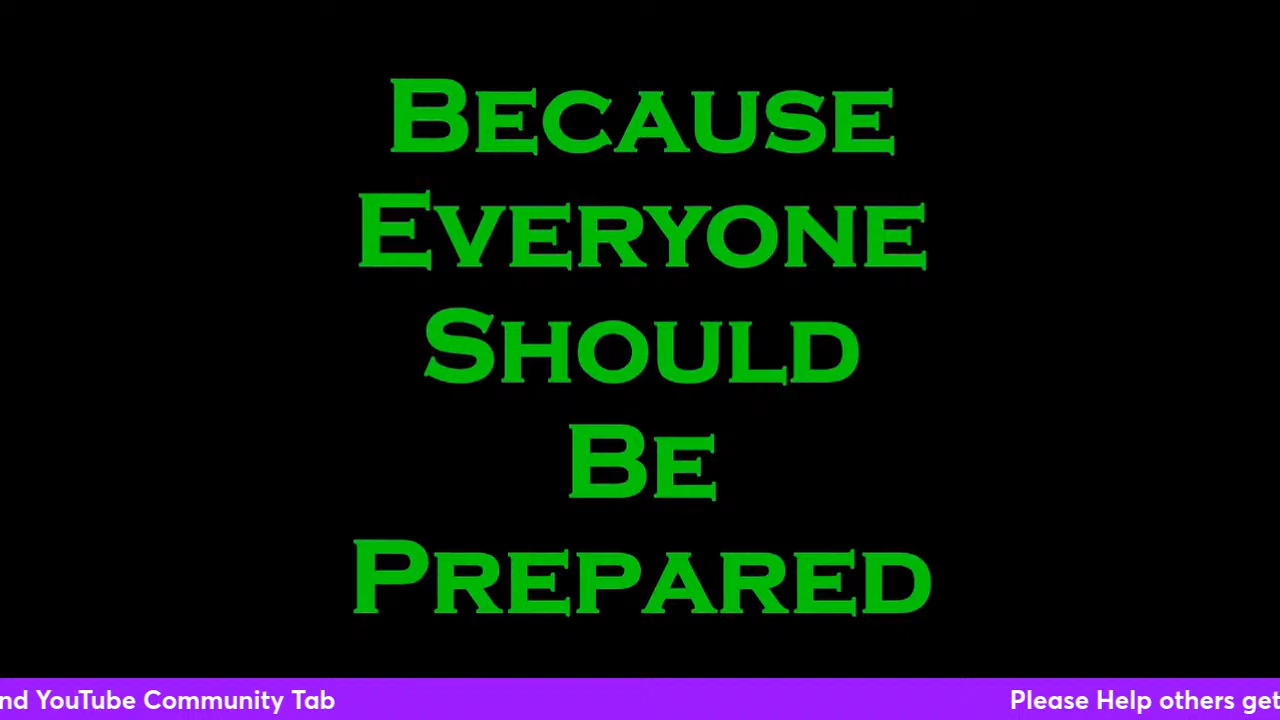 Because
Everyone
Should
Be
Prepared
nd YouTube Community Tab
Please Help others get